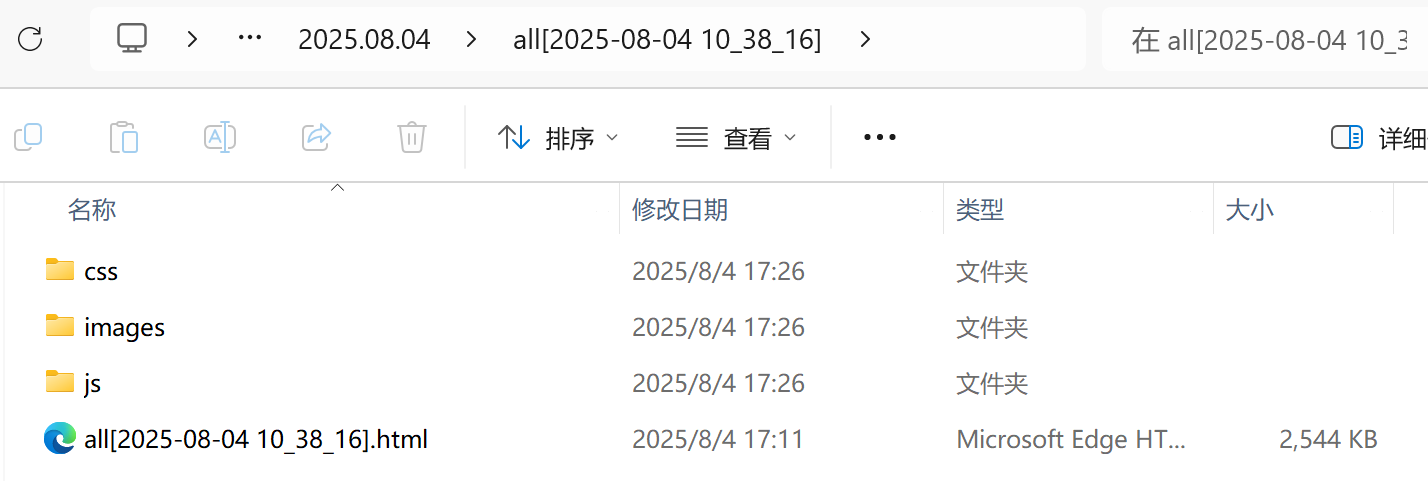 2025.08.04 all[2025-08-04 10_38_16] 在 all[2025-08-04 10_3
排序 查看 详细
名称 修改日期 类型 大小
css 2025/8/4 17:26 文件夹
images 2025/8/4 17:26 文件夹
js 2025/8/4 17:26 文件夹
all[2025-08-04 10_38_16].html 2025/8/4 17:11 Microsoft Edge HT... 2,544 KB